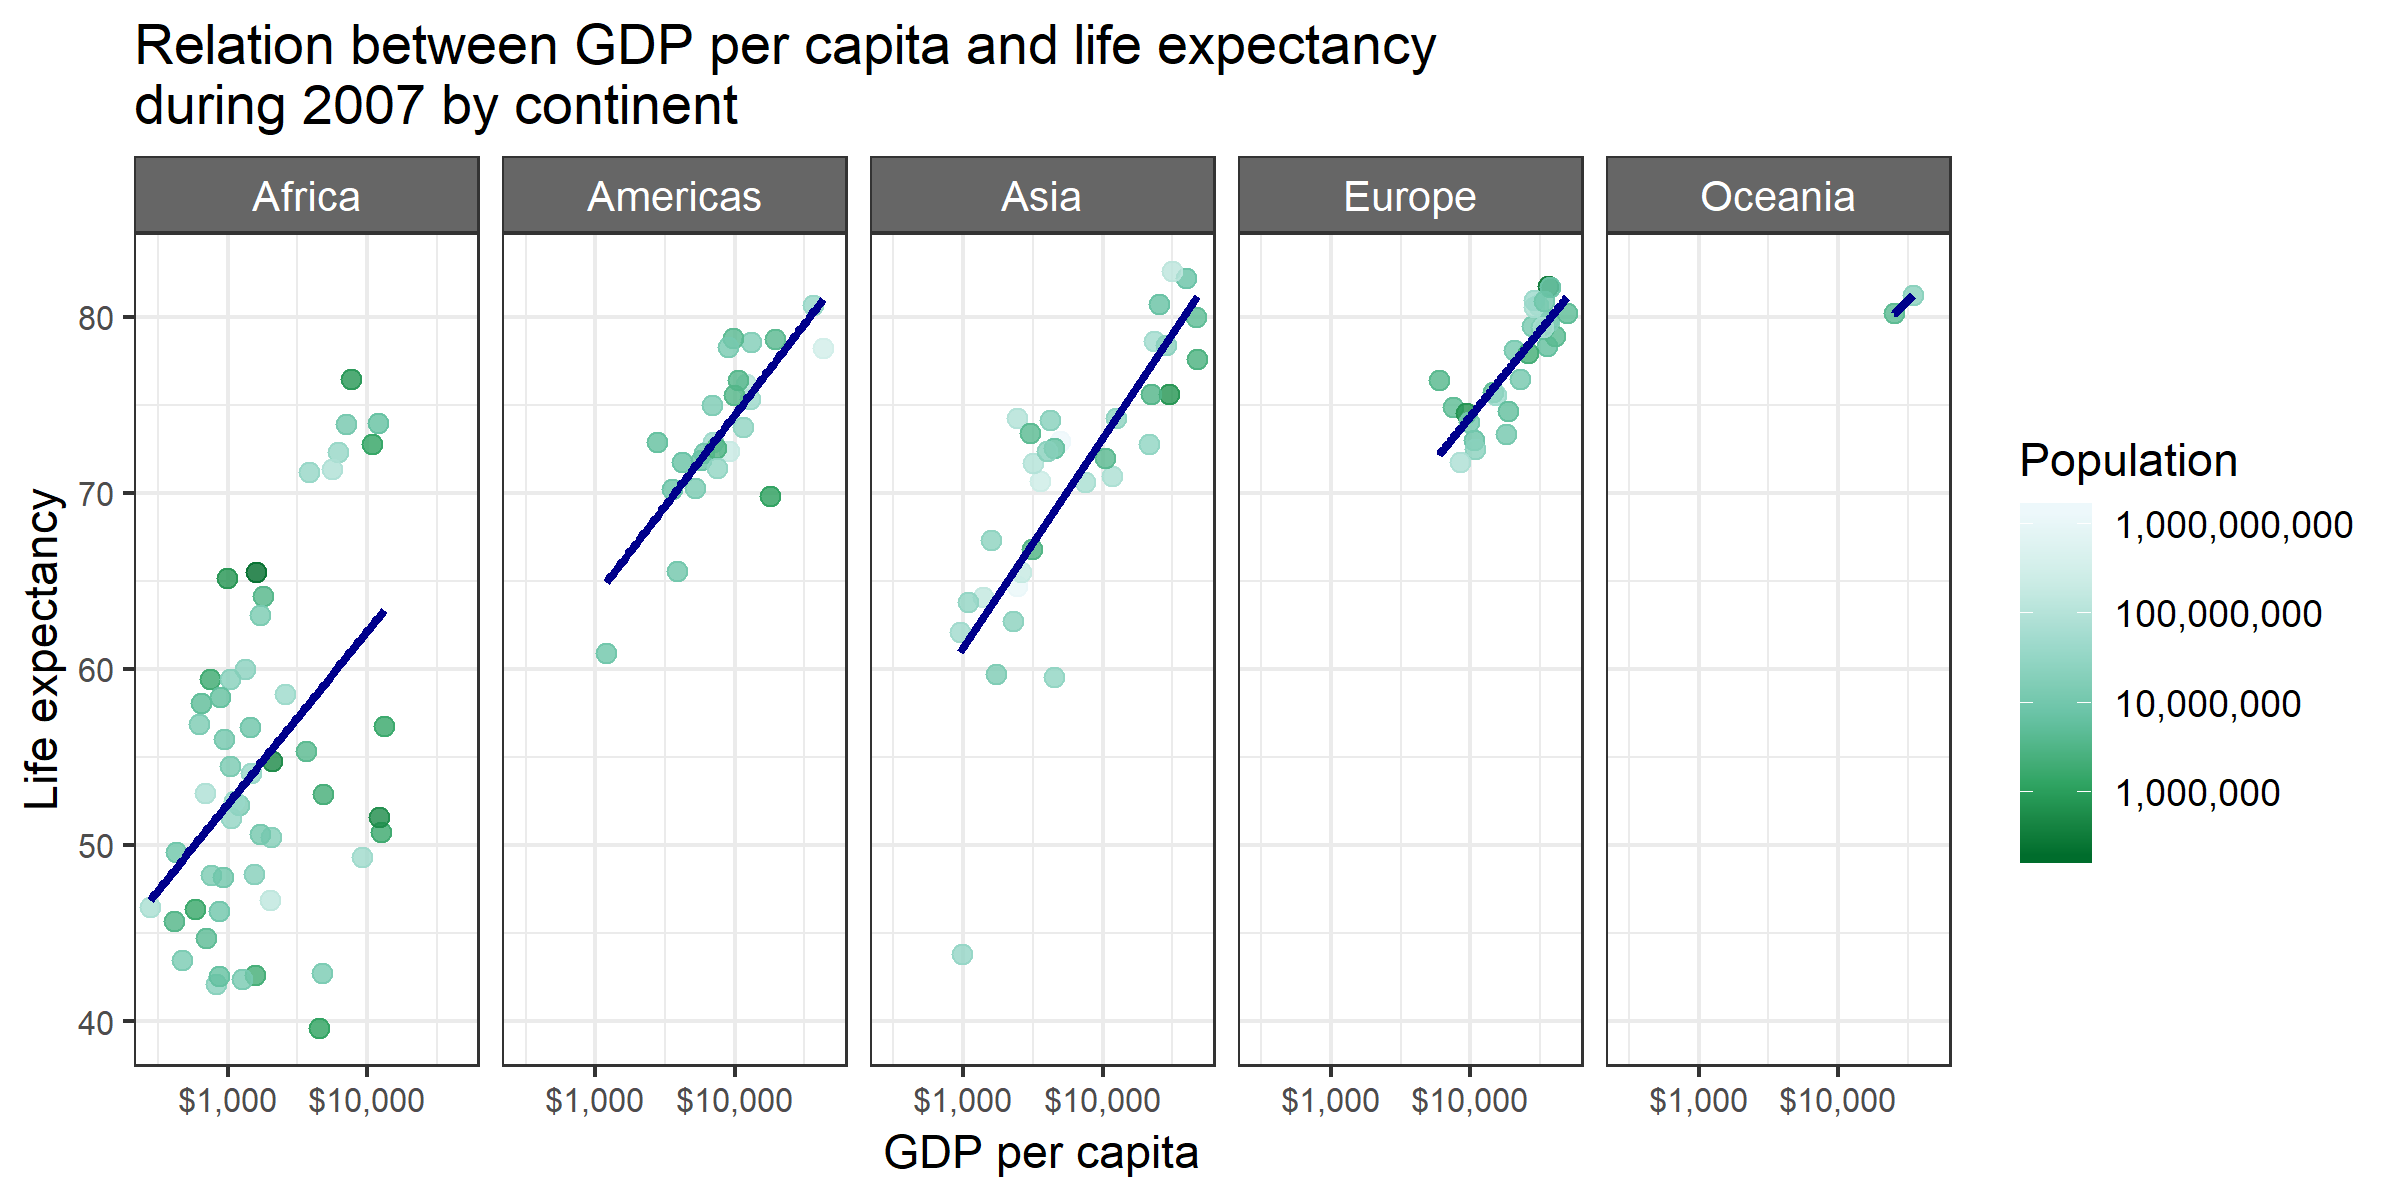 Relation between GDP per capita and life expectancy
during 2007 by continent
Africa Americas Asia Europe Oceania
Life expectancy
80
70
60
50
40
$1,000 $10,000 $1,000 $10,000 $1,000 $10,000 $1,000 $10,000 $1,000 $10,000
GDP per capita
Population
1,000,000,000
100,000,000
10,000,000
1,000,000